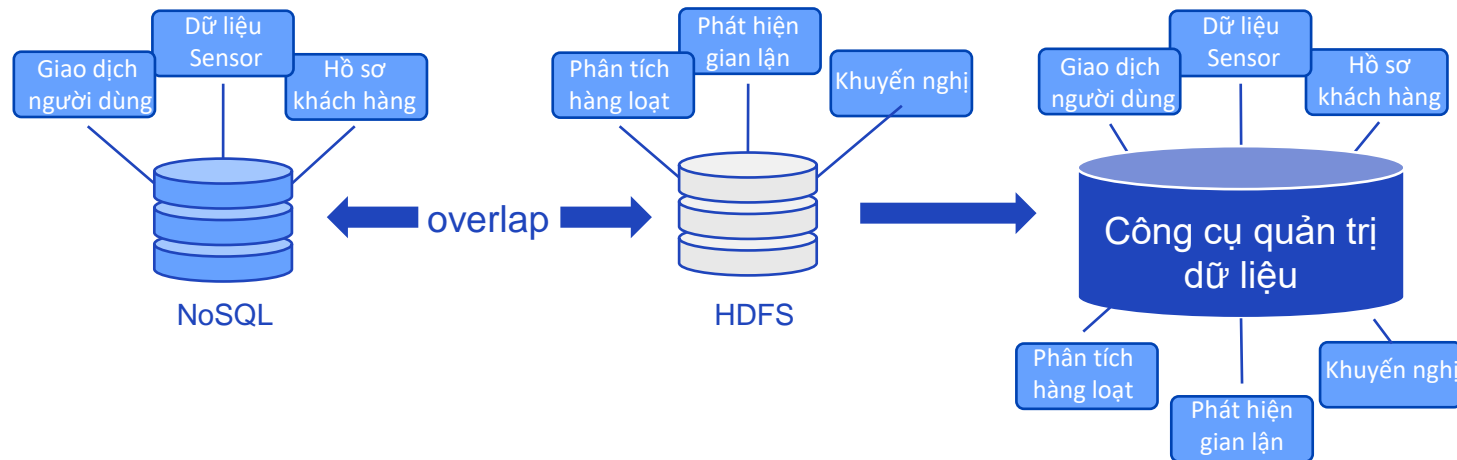 Giao dịch
người dùng
Dữ liệu
Sensor
Hồ sơ
khách hàng
NoSQL
overlap
Phân tích
hàng loạt
Phát hiện
gian lận
Khuyến nghị
HDFS
Giao dịch
người dùng
Dữ liệu
Sensor
Hồ sơ
khách hàng
Công cụ quản trị
dữ liệu
Phân tích
hàng loạt
Phát hiện
gian lận
Khuyến nghị